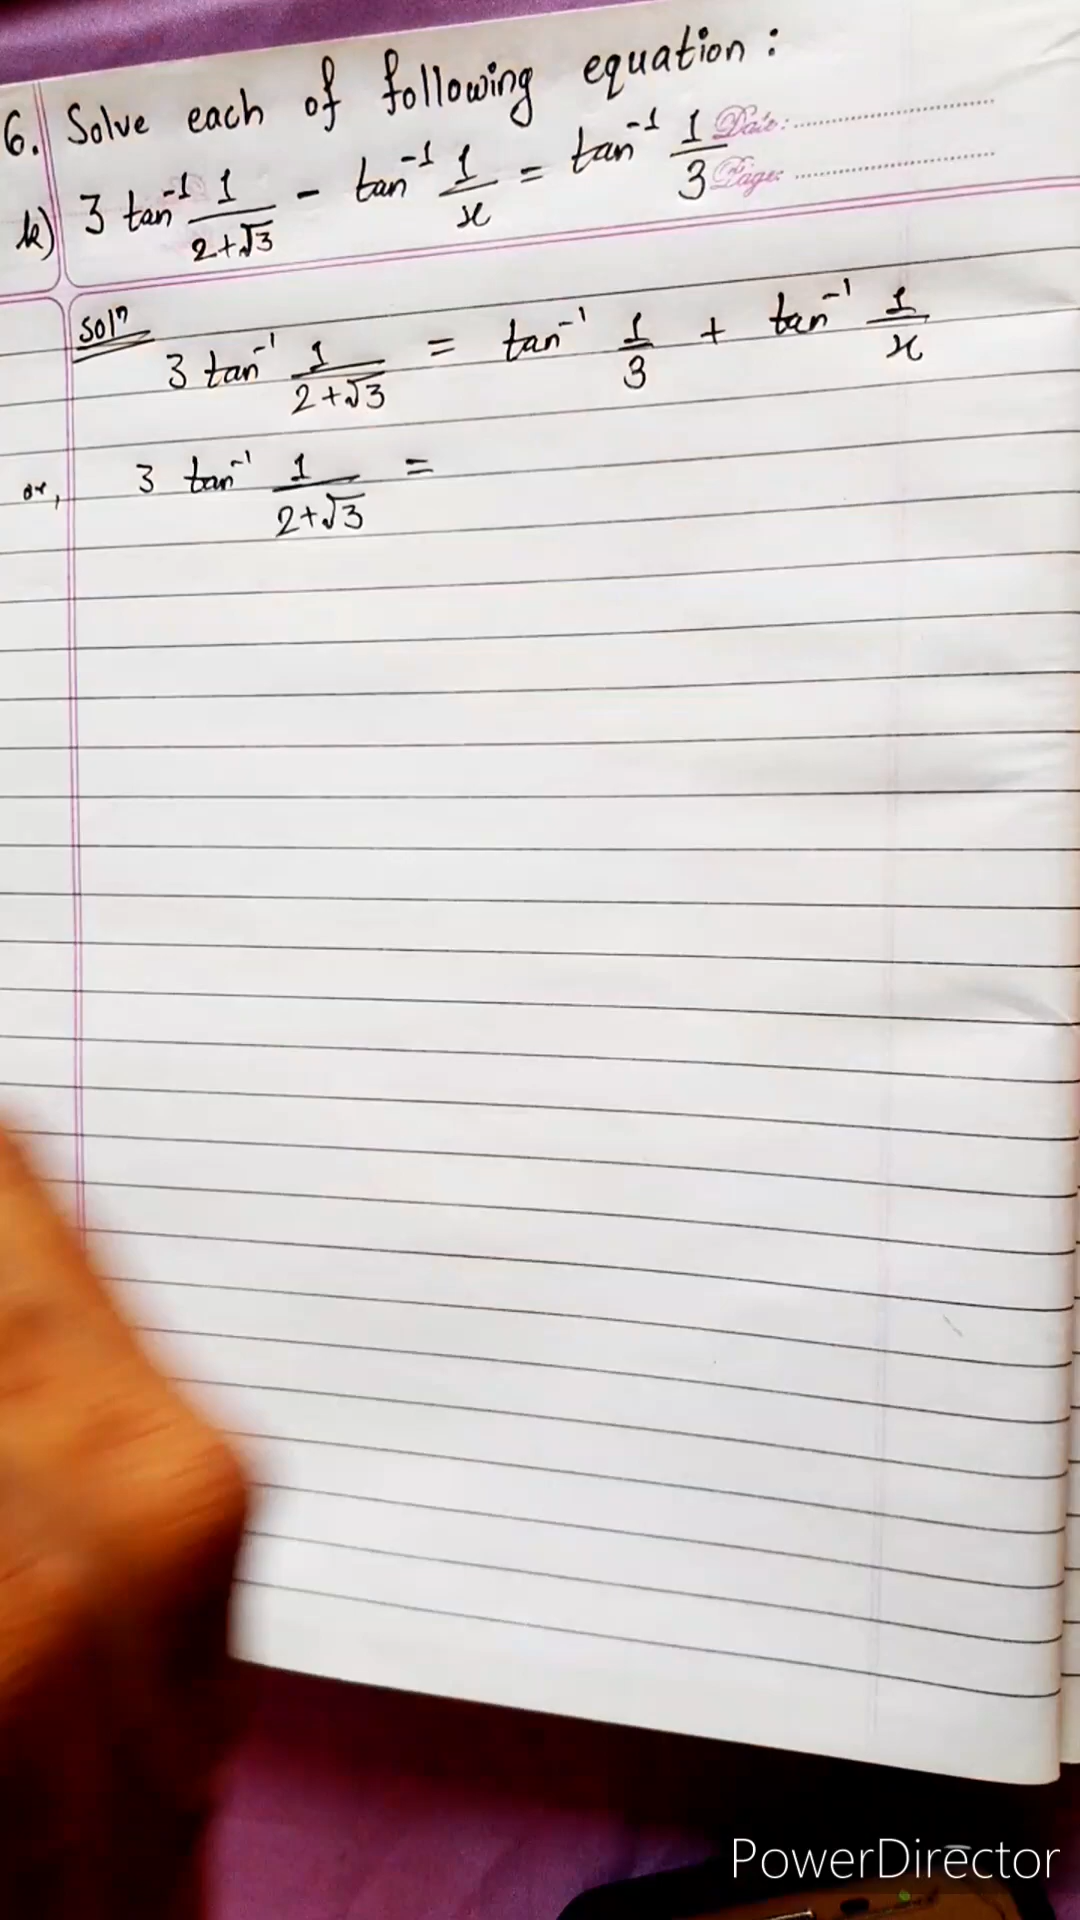 6. Solve each of following equation :
Date:
k) 3 tan⁻¹ 1/(2+√3) − tan⁻¹ 1/x = tan⁻¹ 1/3
Page:
Solⁿ
3 tan⁻¹ 1/(2+√3) = tan⁻¹ 1/3 + tan⁻¹ 1/x
or, 3 tan⁻¹ 1/(2+√3) =
PowerDirector